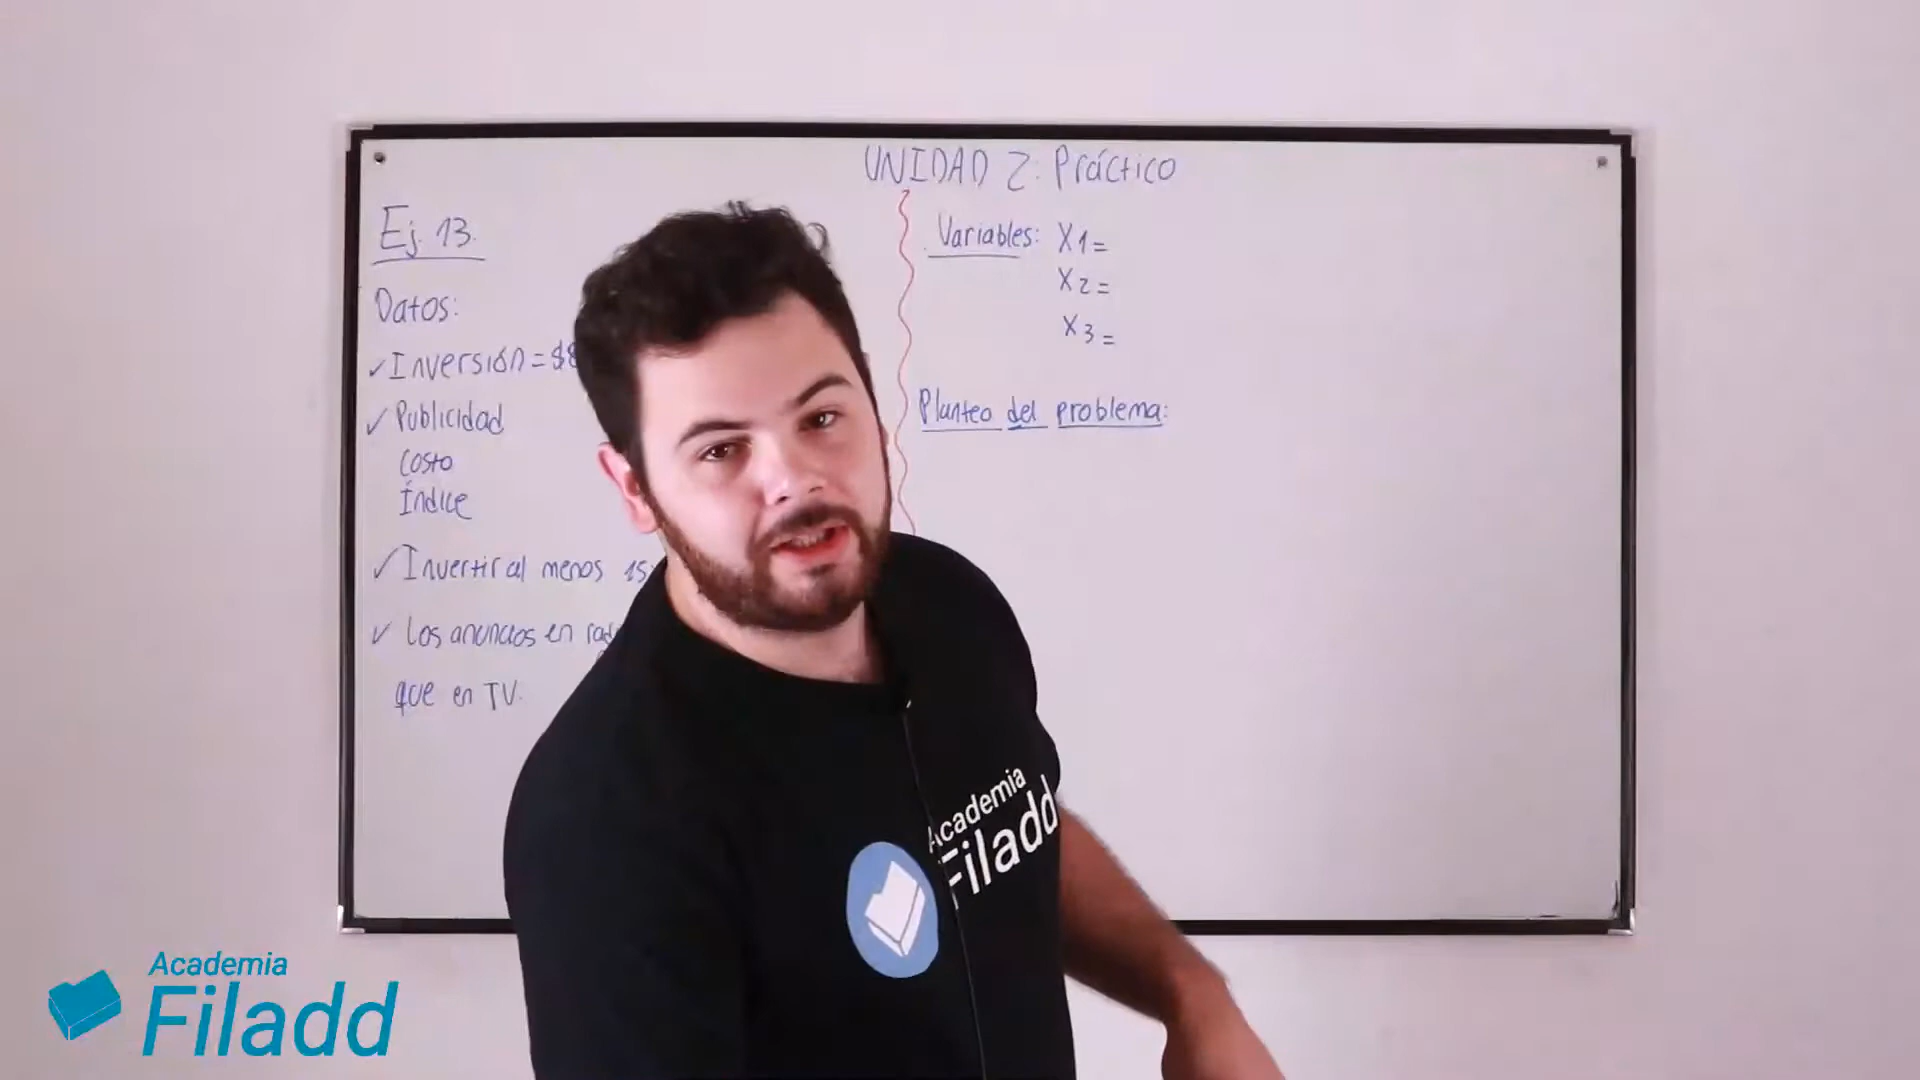 UNIDAD 2: Práctico
Ej. 13.
Datos:
✓ Inversión = $8
✓ Publicidad
Costo
Índice
✓ Invertir al menos 15
✓ Los anuncios en
que en TV.
Variables: X1=
X2=
X3=
Planteo del problema:
Academia
Filadd
Academia
Filadd